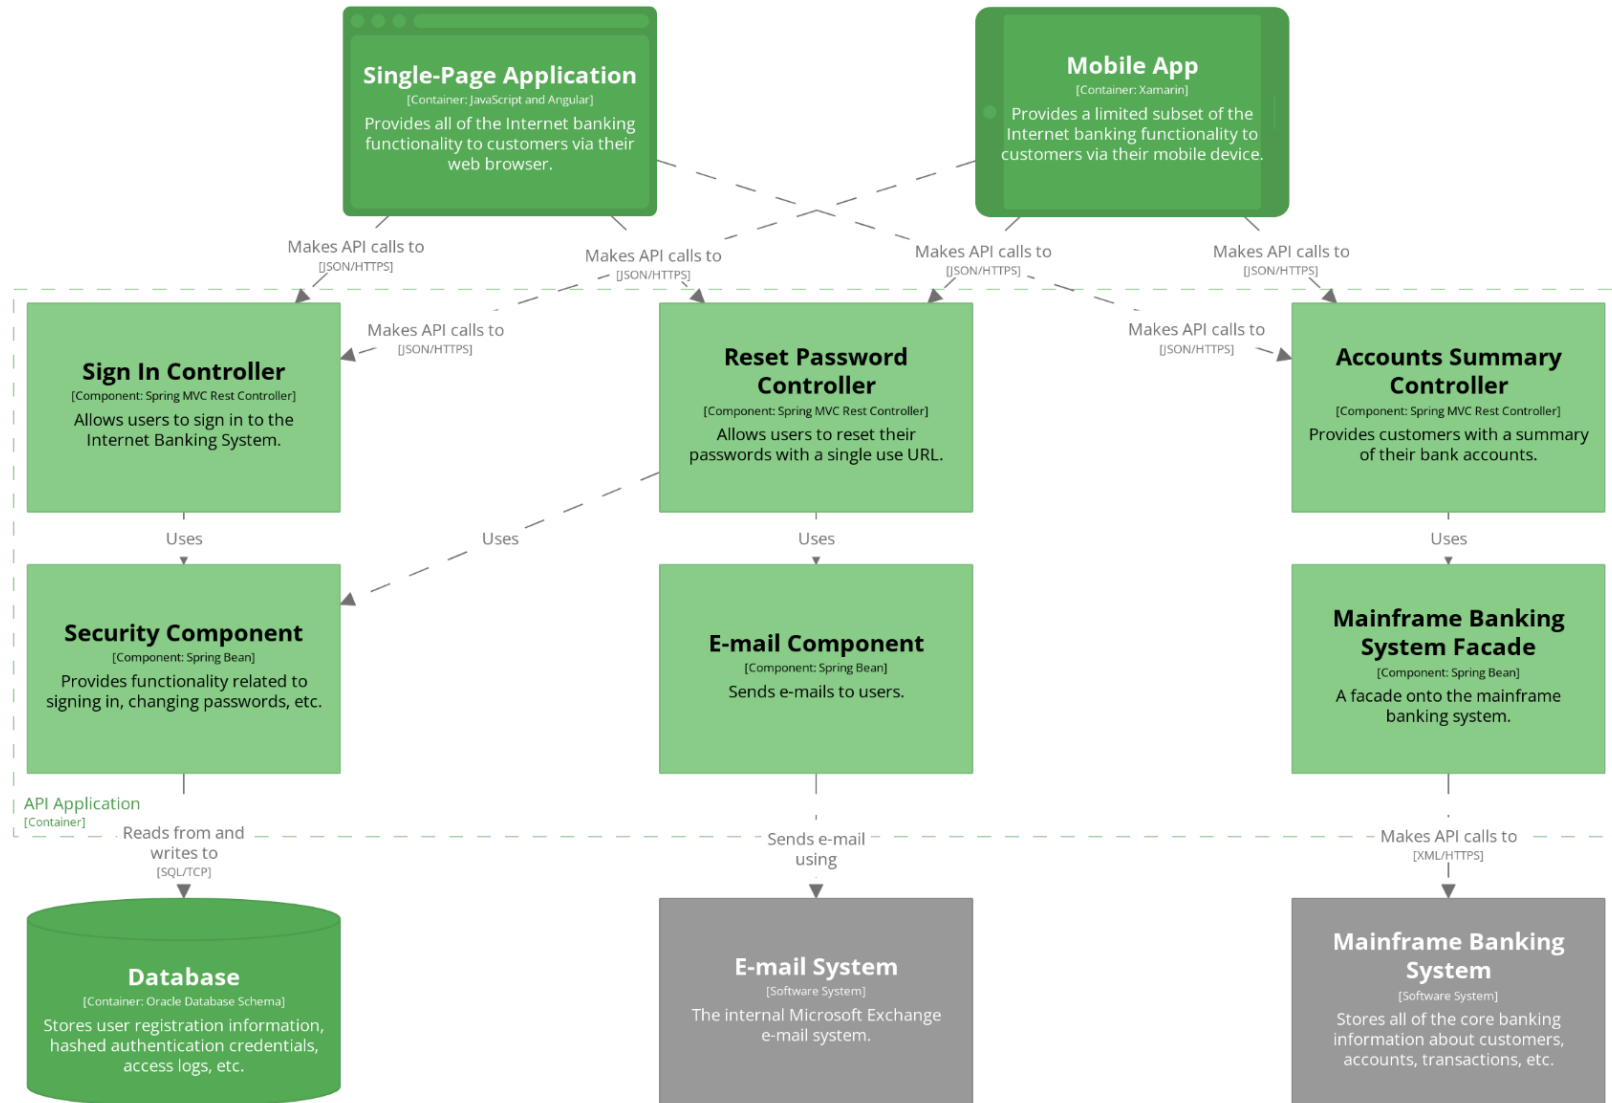 Single-Page Application
[Container: JavaScript and Angular]
Provides all of the Internet banking
functionality to customers via their
web browser.
Mobile App
[Container: Xamarin]
Provides a limited subset of the
Internet banking functionality to
customers via their mobile device.
Makes API calls to
[JSON/HTTPS]
Makes API calls to
[JSON/HTTPS]
Makes API calls to
[JSON/HTTPS]
Makes API calls to
[JSON/HTTPS]
Makes API calls to
[JSON/HTTPS]
Makes API calls to
[JSON/HTTPS]
Sign In Controller
[Component: Spring MVC Rest Controller]
Allows users to sign in to the
Internet Banking System.
Reset Password
Controller
[Component: Spring MVC Rest Controller]
Allows users to reset their
passwords with a single use URL.
Accounts Summary
Controller
[Component: Spring MVC Rest Controller]
Provides customers with a summary
of their bank accounts.
Uses
Uses
Uses
Uses
Security Component
[Component: Spring Bean]
Provides functionality related to
signing in, changing passwords, etc.
E-mail Component
[Component: Spring Bean]
Sends e-mails to users.
Mainframe Banking
System Facade
[Component: Spring Bean]
A facade onto the mainframe
banking system.
API Application
[Container]
Reads from and
writes to
[SQL/TCP]
Sends e-mail
using
Makes API calls to
[XML/HTTPS]
Database
[Container: Oracle Database Schema]
Stores user registration information,
hashed authentication credentials,
access logs, etc.
E-mail System
[Software System]
The internal Microsoft Exchange
e-mail system.
Mainframe Banking
System
[Software System]
Stores all of the core banking
information about customers,
accounts, transactions, etc.